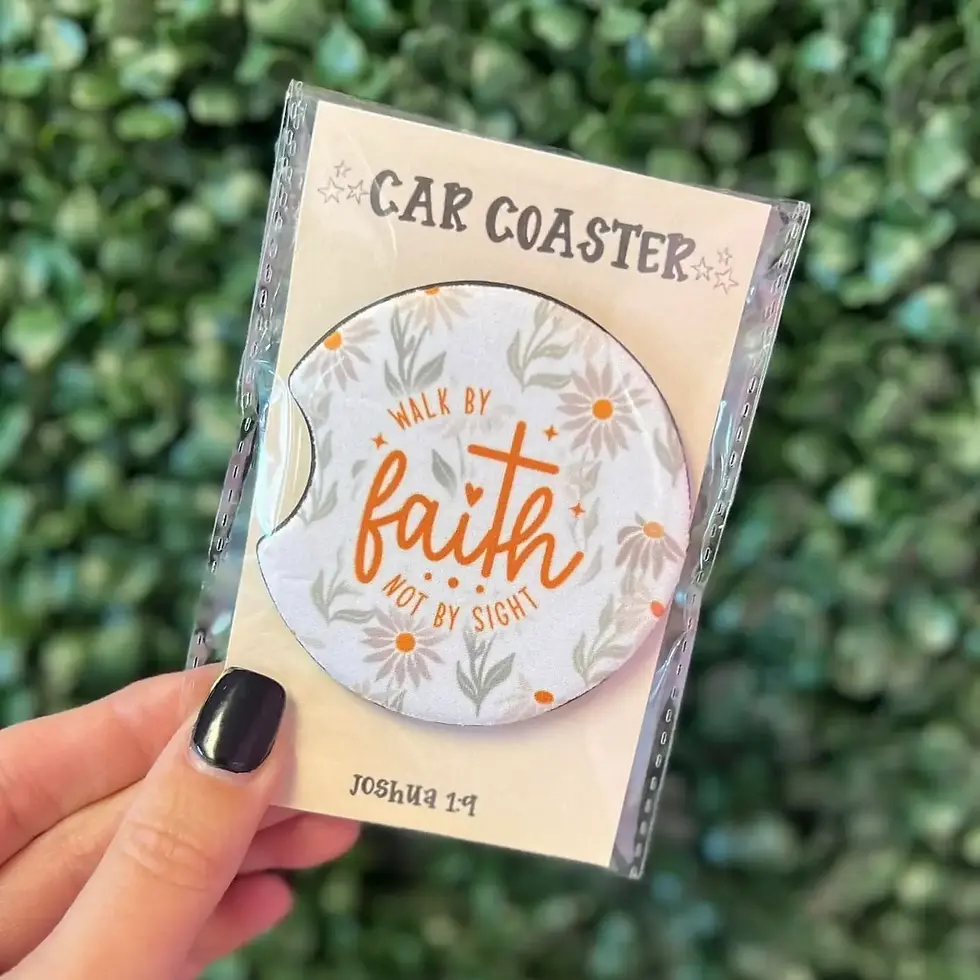 CAR COASTER
WALK BY
faith
NOT BY SIGHT
JOSHUA 1:9